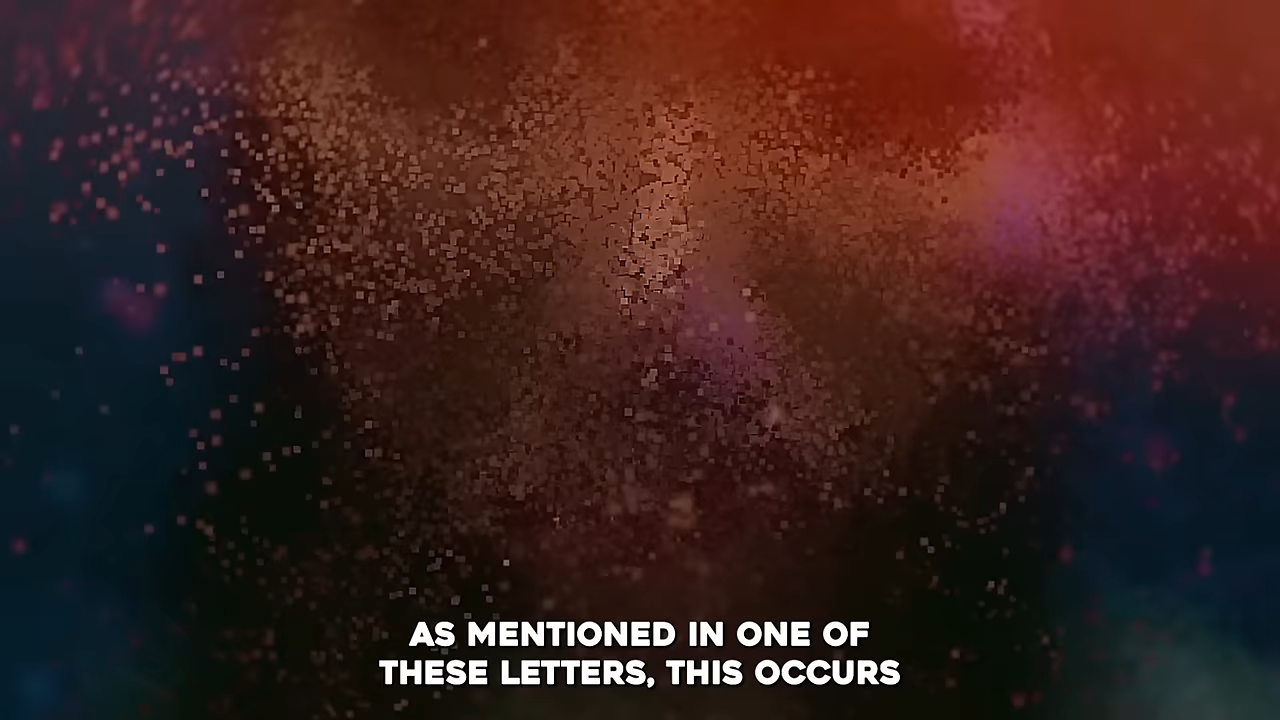 AS MENTIONED IN ONE OF
THESE LETTERS, THIS OCCURS